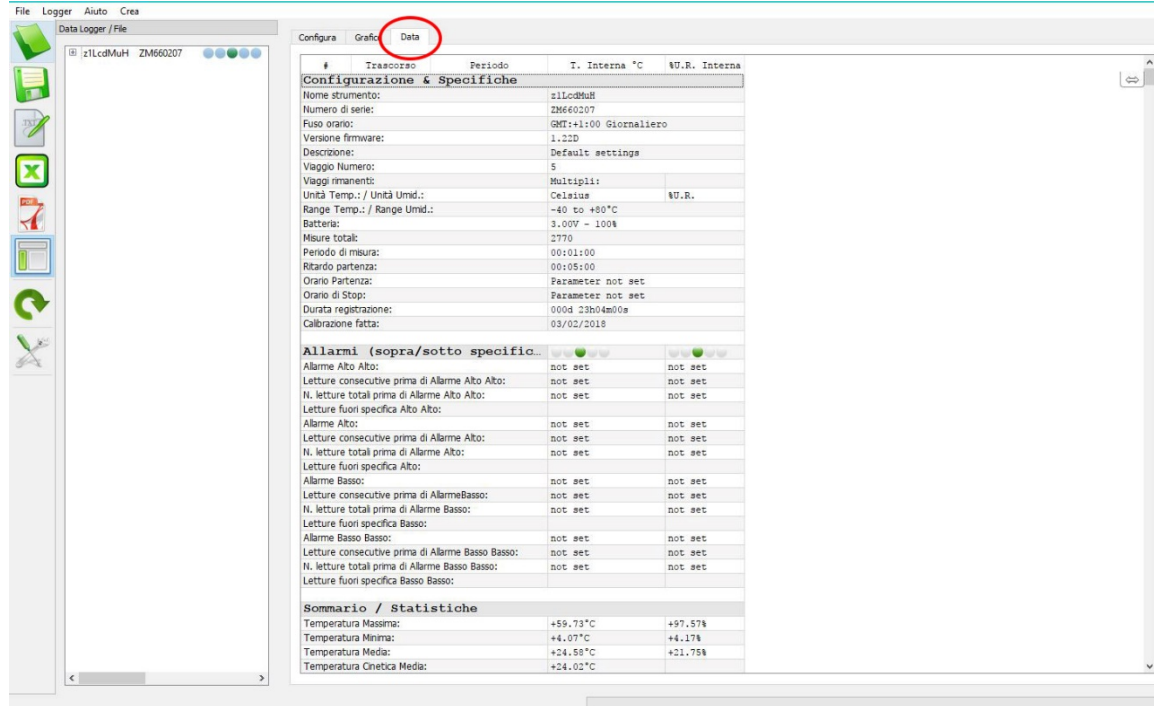 File Logger Aiuto Crea
Data Logger / File
z1LcdMuH ZM660207
Configura Grafico Data
# Trascorso Periodo T. Interna °C %U.R. Interna
Configurazione & Specifiche
Nome strumento: z1LcdMuH
Numero di serie: ZM660207
Fuso orario: GMT:+1:00 Giornaliero
Versione firmware: 1.22D
Descrizione: Default settings
Viaggio Numero: 5
Viaggi rimanenti: Multipli:
Unità Temp.: / Unità Umid.: Celsius %U.R.
Range Temp.: / Range Umid.: -40 to +80°C
Batteria: 3.00V - 100%
Misure totali: 2770
Periodo di misura: 00:01:00
Ritardo partenza: 00:05:00
Orario Partenza: Parameter not set
Orario di Stop: Parameter not set
Durata registrazione: 000d 23h04m00s
Calibrazione fatta: 03/02/2018
Allarmi (sopra/sotto specific...
Allarme Alto Alto: not set not set
Letture consecutive prima di Allarme Alto Alto: not set not set
N. letture totali prima di Allarme Alto Alto: not set not set
Letture fuori specifica Alto Alto:
Allarme Alto: not set not set
Letture consecutive prima di Allarme Alto: not set not set
N. letture totali prima di Allarme Alto: not set not set
Letture fuori specifica Alto:
Allarme Basso: not set not set
Letture consecutive prima di AllarmeBasso: not set not set
N. letture totali prima di Allarme Basso: not set not set
Letture fuori specifica Basso:
Allarme Basso Basso: not set not set
Letture consecutive prima di Allarme Basso Basso: not set not set
N. letture totali prima di Allarme Basso Basso: not set not set
Letture fuori specifica Basso Basso:
Sommario / Statistiche
Temperatura Massima: +59.73°C +97.57%
Temperatura Minima: +4.07°C +4.17%
Temperatura Media: +24.58°C +21.75%
Temperatura Cinetica Media: +24.02°C